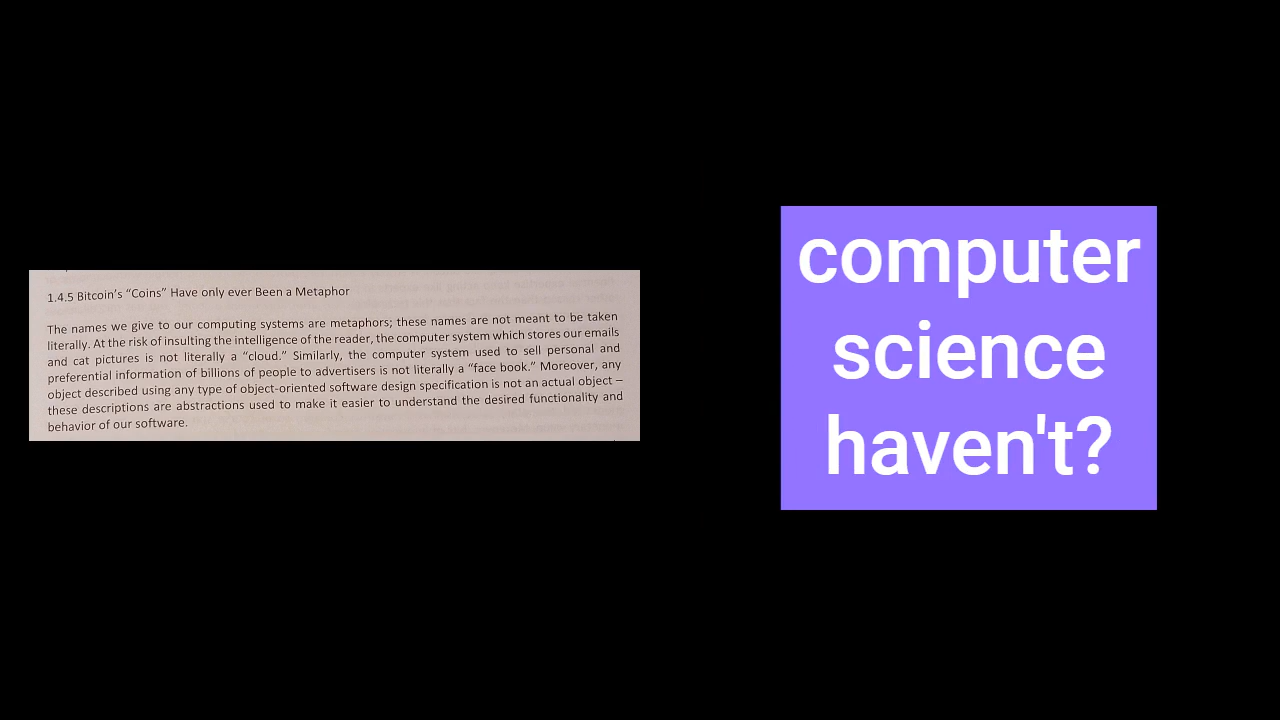 1.4.5 Bitcoin's “Coins” Have only ever Been a Metaphor
The names we give to our computing systems are metaphors; these names are not meant to be taken
literally. At the risk of insulting the intelligence of the reader, the computer system which stores our emails
and cat pictures is not literally a “cloud.” Similarly, the computer system used to sell personal and
preferential information of billions of people to advertisers is not literally a “face book.” Moreover, any
object described using any type of object-oriented software design specification is not an actual object –
these descriptions are abstractions used to make it easier to understand the desired functionality and
behavior of our software.
computer
science
haven't?